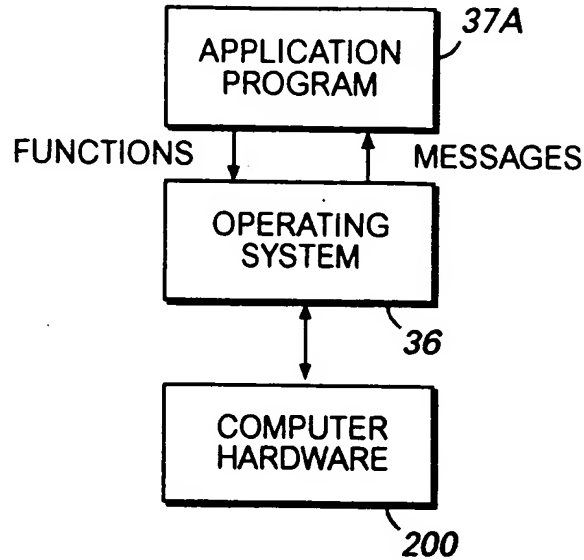 37A
APPLICATION
PROGRAM
FUNCTIONS
MESSAGES
OPERATING
SYSTEM
36
COMPUTER
HARDWARE
200